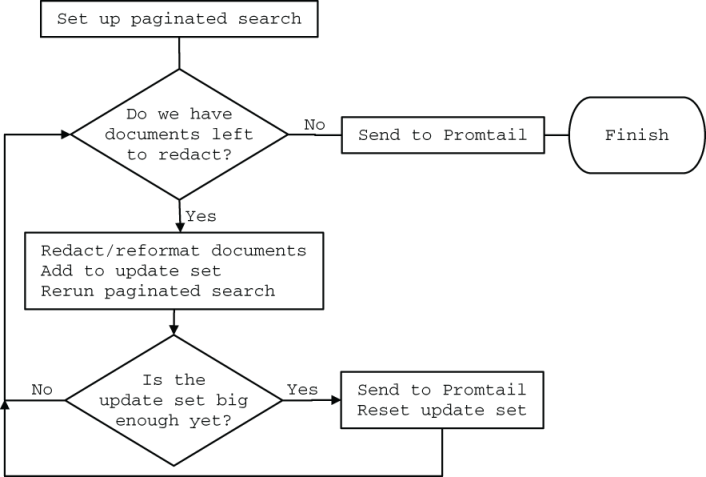 Set up paginated search
Do we have
documents left
to redact?
No
Send to Promtail
Finish
Yes
Redact/reformat documents
Add to update set
Rerun paginated search
No
Is the
update set big
enough yet?
Yes
Send to Promtail
Reset update set